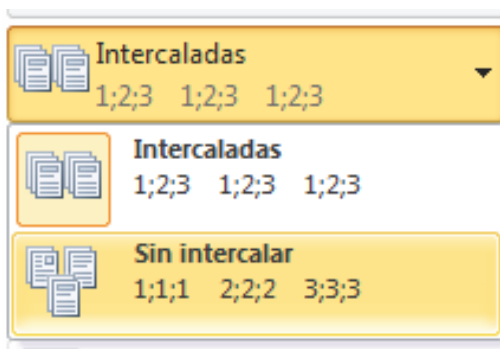 Intercaladas
1;2;3 1;2;3 1;2;3
Intercaladas
1;2;3 1;2;3 1;2;3
Sin intercalar
1;1;1 2;2;2 3;3;3